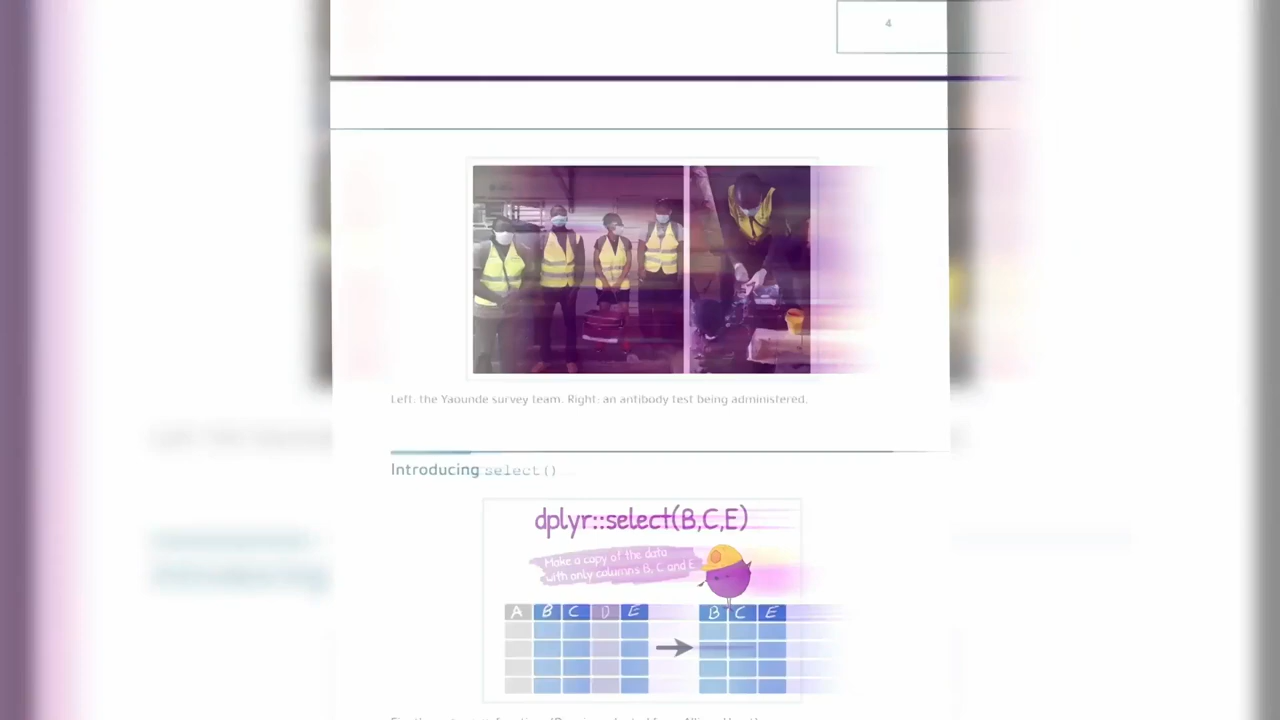 4
Left: the Yaounde survey team. Right: an antibody test being administered.
Introducing select()
dplyr::select(B,C,E)
Make a copy of the data
with only columns B, C and E
A B C D E
B C E